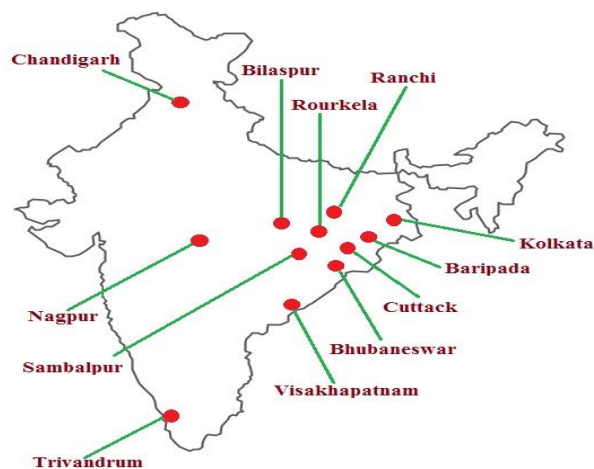 Chandigarh
Bilaspur
Ranchi
Rourkela
Kolkata
Baripada
Cuttack
Nagpur
Bhubaneswar
Sambalpur
Visakhapatnam
Trivandrum